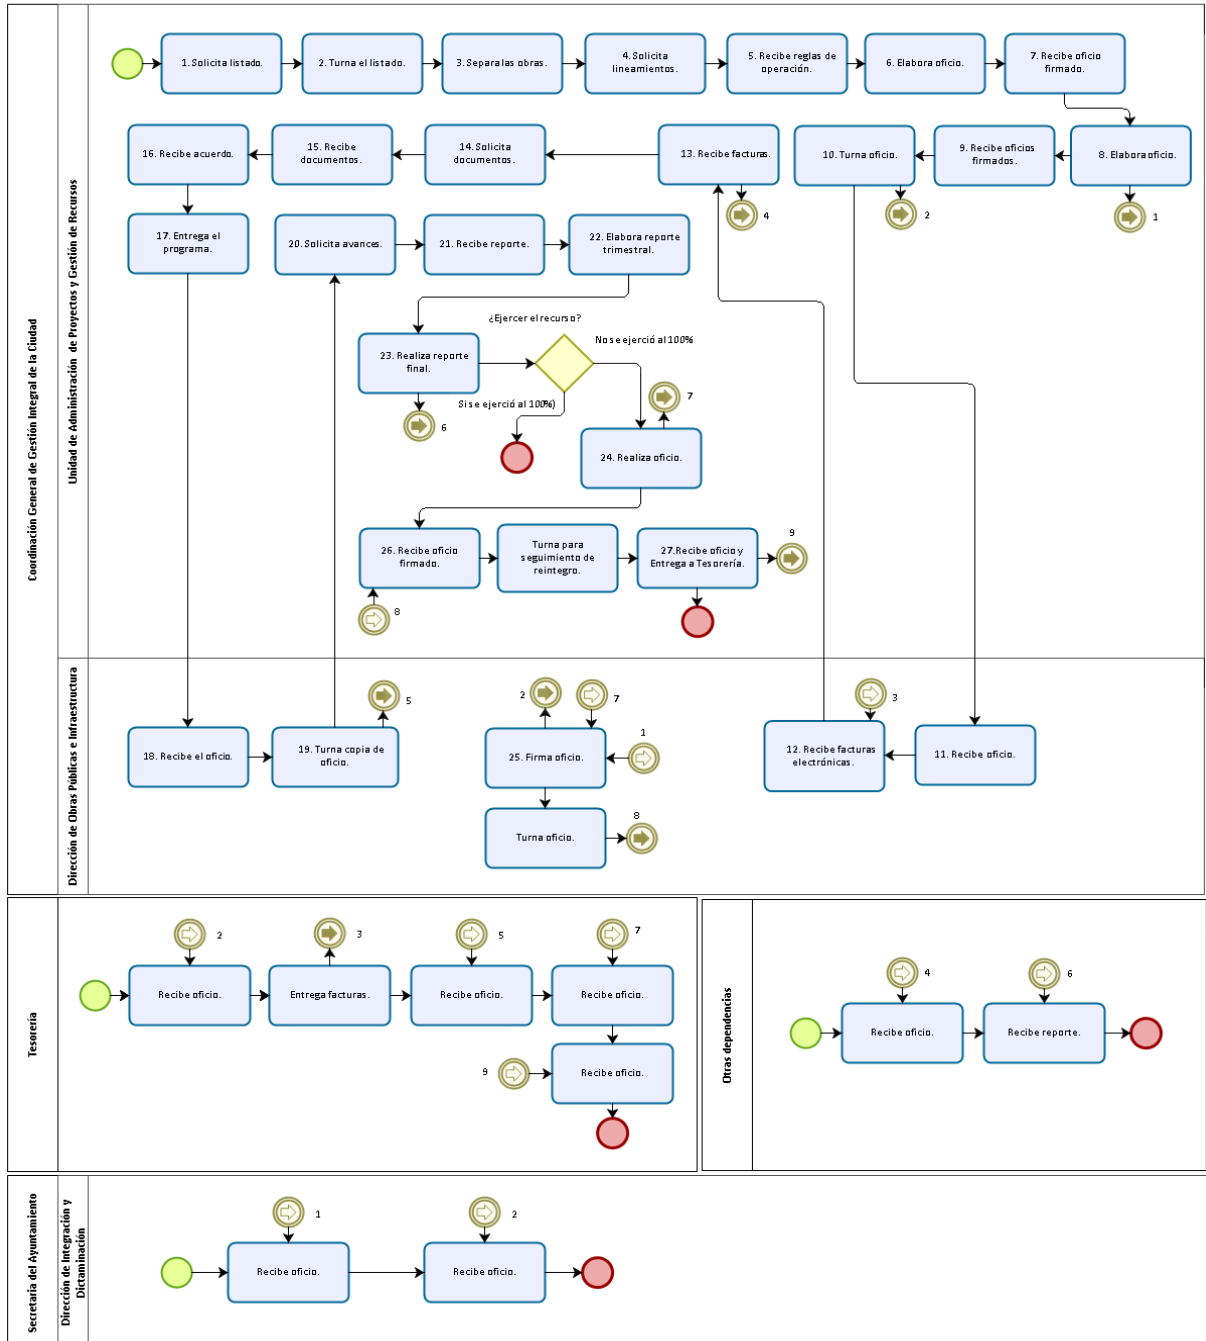 Coordinación General de Gestión Integral de la Ciudad
Unidad de Administración de Proyectos y Gestión de Recursos
1. Solicita listado.
2. Turna el listado.
3. Separa las obras.
4. Solicita
lineamientos.
5. Recibe reglas de
operación.
6. Elabora oficio.
7. Recibe oficio
firmado.
16. Recibe acuerdo.
15. Recibe
documentos.
14. Solicita
documentos.
13. Recibe facturas.
10. Turna oficio.
9. Recibe oficios
firmados.
8. Elabora oficio.
4
2
1
17. Entrega el
programa.
20. Solicita avances.
21. Recibe reporte.
22. Elabora reporte
trimestral.
¿Ejercer el recurso?
No se ejerció al 100%
23. Realiza reporte
final.
Si se ejerció al 100%)
7
6
24. Realiza oficio.
26. Recibe oficio
firmado.
Turna para
seguimiento de
reintegro.
27.Recibe oficio y
Entrega a Tesorería.
9
8
Dirección de Obras Públicas e Infraestructura
5
2
7
3
18. Recibe el oficio.
19. Turna copia de
oficio.
25. Firma oficio.
1
12. Recibe facturas
electrónicas.
11. Recibe oficio.
Turna oficio.
8
Tesorería
2
3
5
7
Recibe oficio.
Entrega facturas.
Recibe oficio.
Recibe oficio.
9
Recibe oficio.
Otras dependencias
4
6
Recibe oficio.
Recibe reporte.
Secretaria del Ayuntamiento
Dirección de Integración y
Dictaminación
1
2
Recibe oficio.
Recibe oficio.